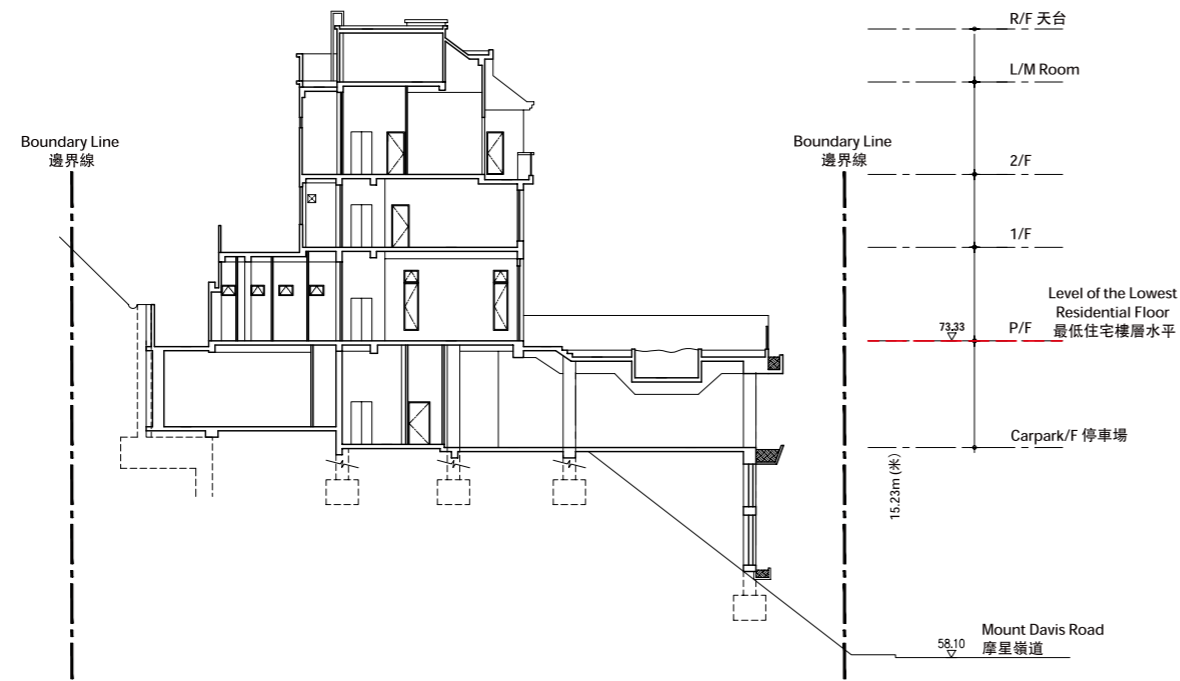 R/F 天台
L/M Room
Boundary Line
邊界線
Boundary Line
邊界線
2/F
1/F
Level of the Lowest
Residential Floor
最低住宅樓層水平
73.33
P/F
Carpark/F 停車場
15.23m (米)
Mount Davis Road
摩星嶺道
58.10